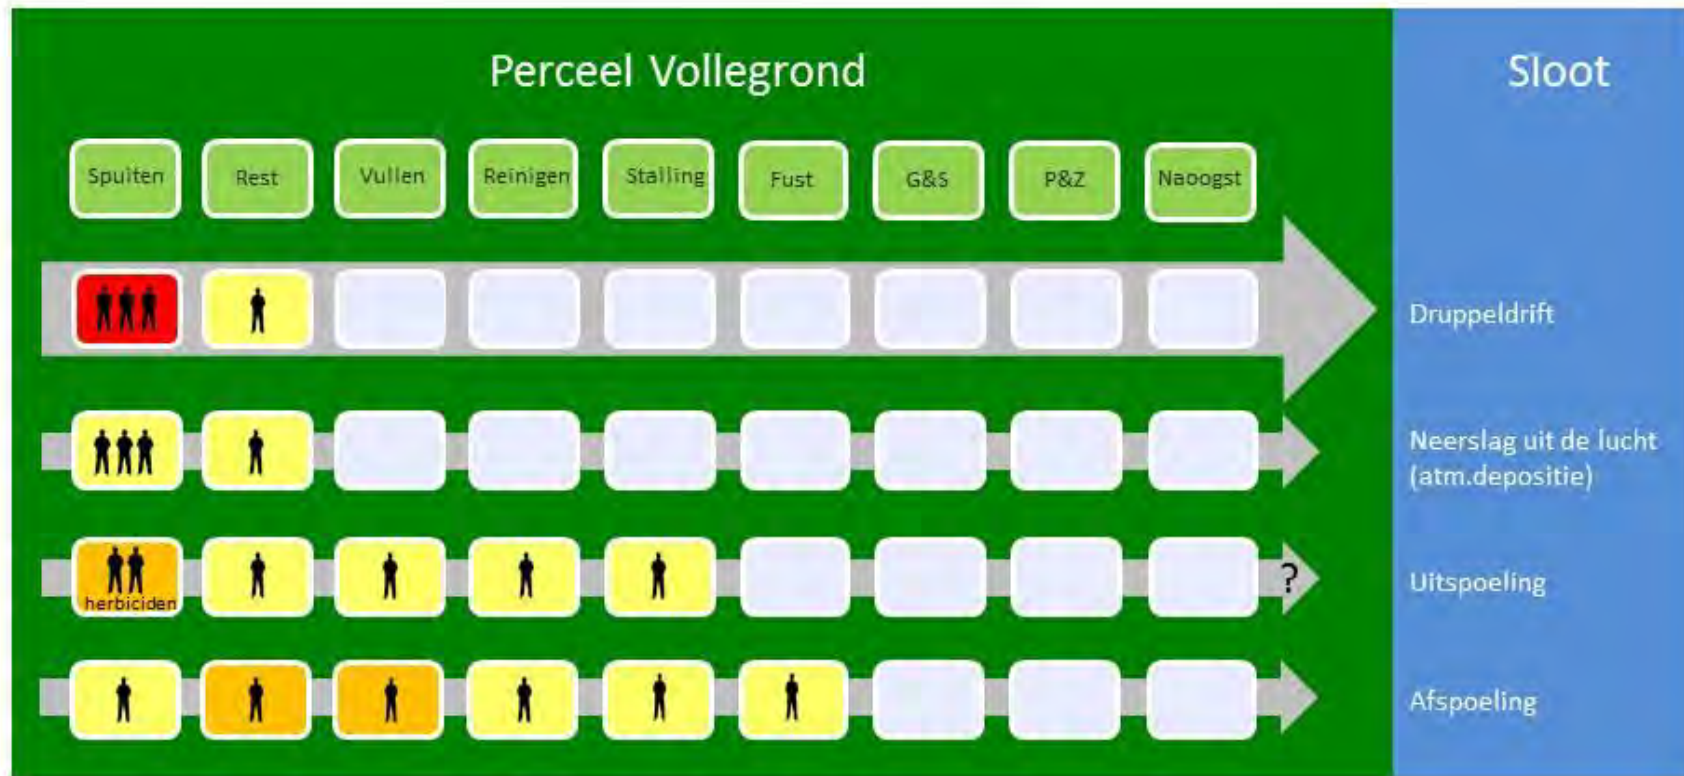 Perceel Vollegrond
Sloot
Spuiten
Rest
Vullen
Reinigen
Stalling
Fust
G&S
P&Z
Naoogst
Druppeldrift
Neerslag uit de lucht
(atm.depositie)
herbiciden
?
Uitspoeling
Afspoeling